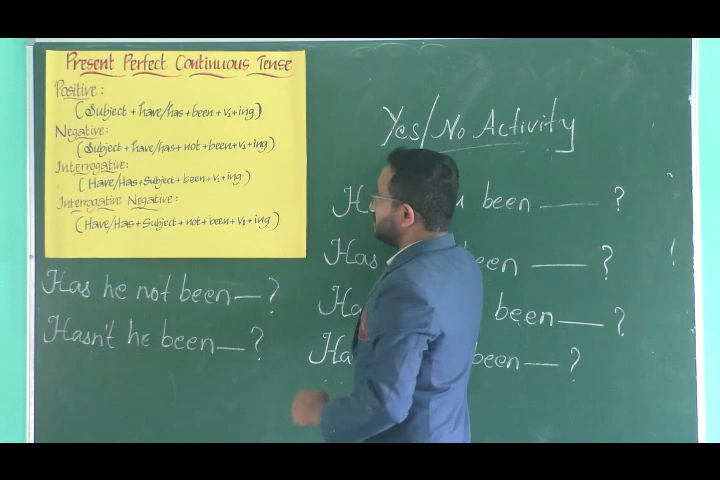 Present Perfect Continuous Tense
Positive:
(Subject + have/has + been + v₁ + ing)
Negative:
(Subject + have/has + not + been + v₁ + ing)
Interrogative:
(Have/Has + Subject + been + v₁ + ing)
Interrogative Negative:
(Have/Has + Subject + not + been + V₁ + ing)
Has he not been — ?
Hasn't he been — ?
Yes/No Activity
been — ?
been — ?
been — ?
been — ?